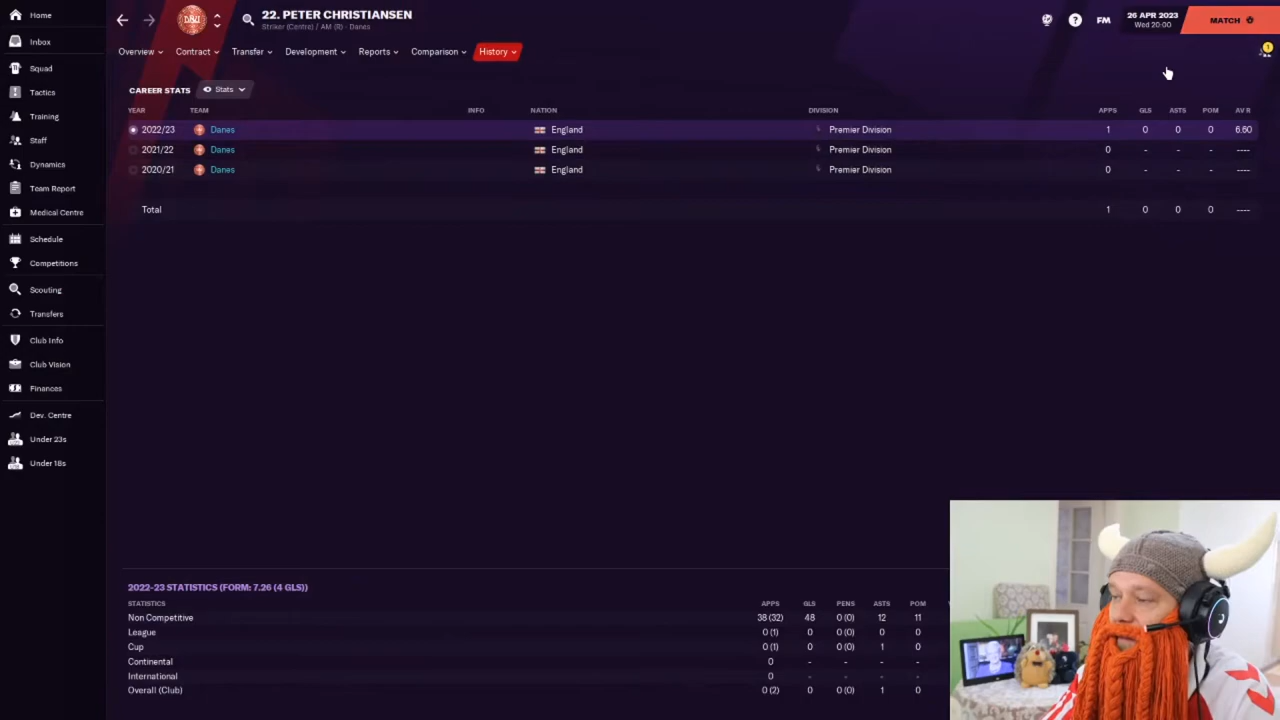 Home
Inbox
Squad
Tactics
Training
Staff
Dynamics
Team Report
Medical Centre
Schedule
Competitions
Scouting
Transfers
Club Info
Club Vision
Finances
Dev. Centre
Under 23s
Under 18s
DBU
22. PETER CHRISTIANSEN
Striker (Centre) / AM (R) - Danes
? FM 26 APR 2023 MATCH
Wed 20:00
Overview Contract Transfer Development Reports Comparison History
1
CAREER STATS Stats
YEAR TEAM INFO NATION DIVISION APPS GLS ASTS POM AV R
2022/23 Danes England Premier Division 1 0 0 0 6.60
2021/22 Danes England Premier Division 0 - - - ----
2020/21 Danes England Premier Division 0 - - - ----
Total 1 0 0 0 ----
2022-23 STATISTICS (FORM: 7.26 (4 GLS))
STATISTICS APPS GLS PENS ASTS POM
Non Competitive 38 (32) 48 0 (0) 12 11
League 0 (1) 0 0 (0) 0 0
Cup 0 (1) 0 0 (0) 1 0
Continental 0 - - - -
International 0 - - - -
Overall (Club) 0 (2) 0 0 (0) 1 0